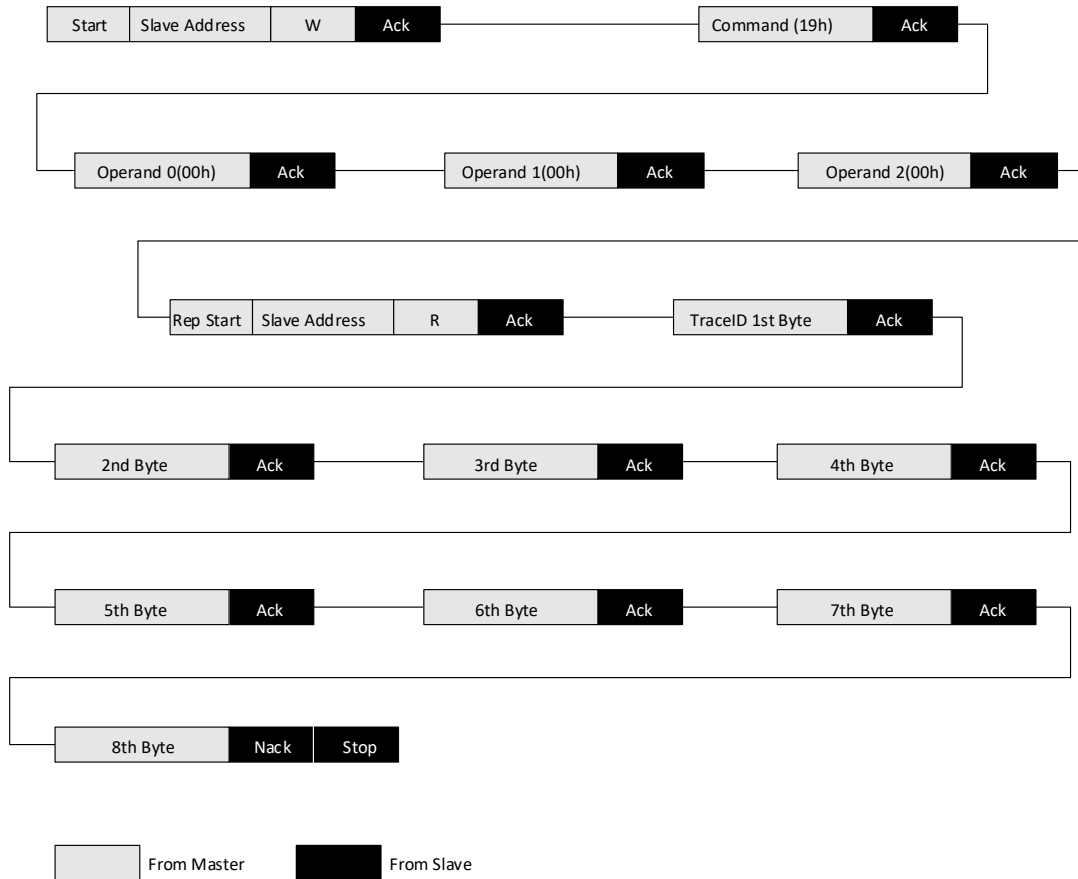 Start Slave Address W Ack Command (19h) Ack
Operand 0(00h) Ack Operand 1(00h) Ack Operand 2(00h) Ack
Rep Start Slave Address R Ack TraceID 1st Byte Ack
2nd Byte Ack 3rd Byte Ack 4th Byte Ack
5th Byte Ack 6th Byte Ack 7th Byte Ack
8th Byte Nack Stop
From Master From Slave